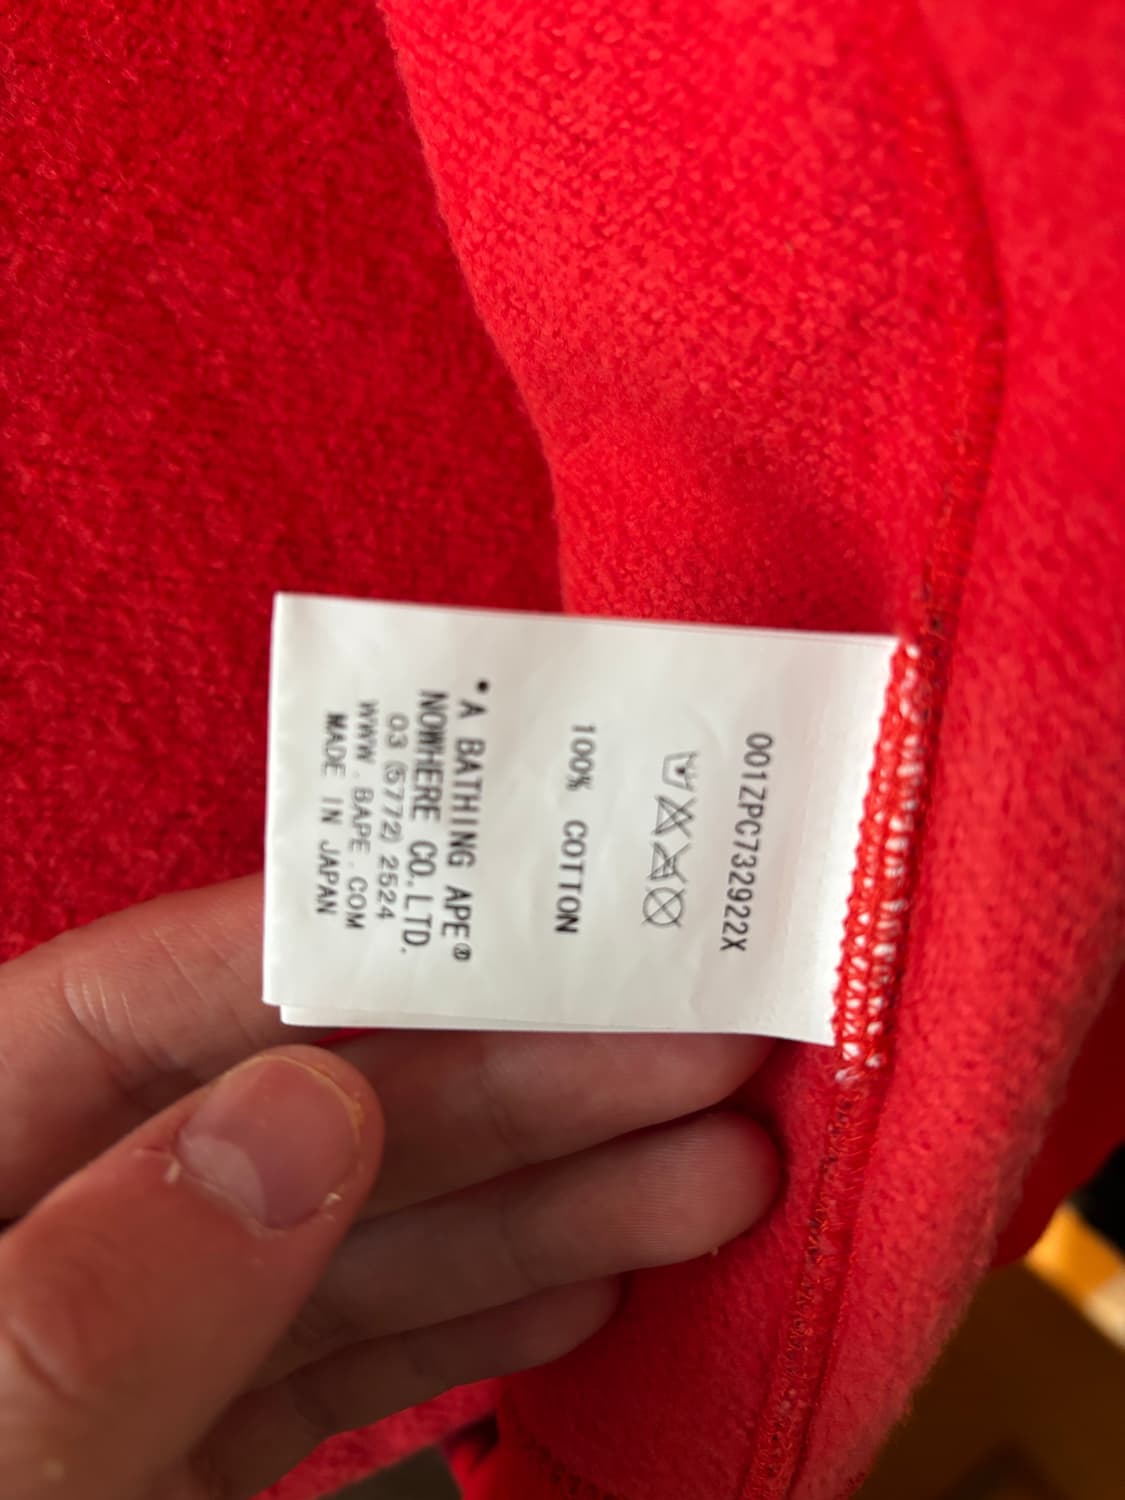 001ZPC732922X
100% COTTON
•A BATHING APE®
NOWHERE CO.LTD.
03(5772)2524
WWW.BAPE.COM
MADE IN JAPAN